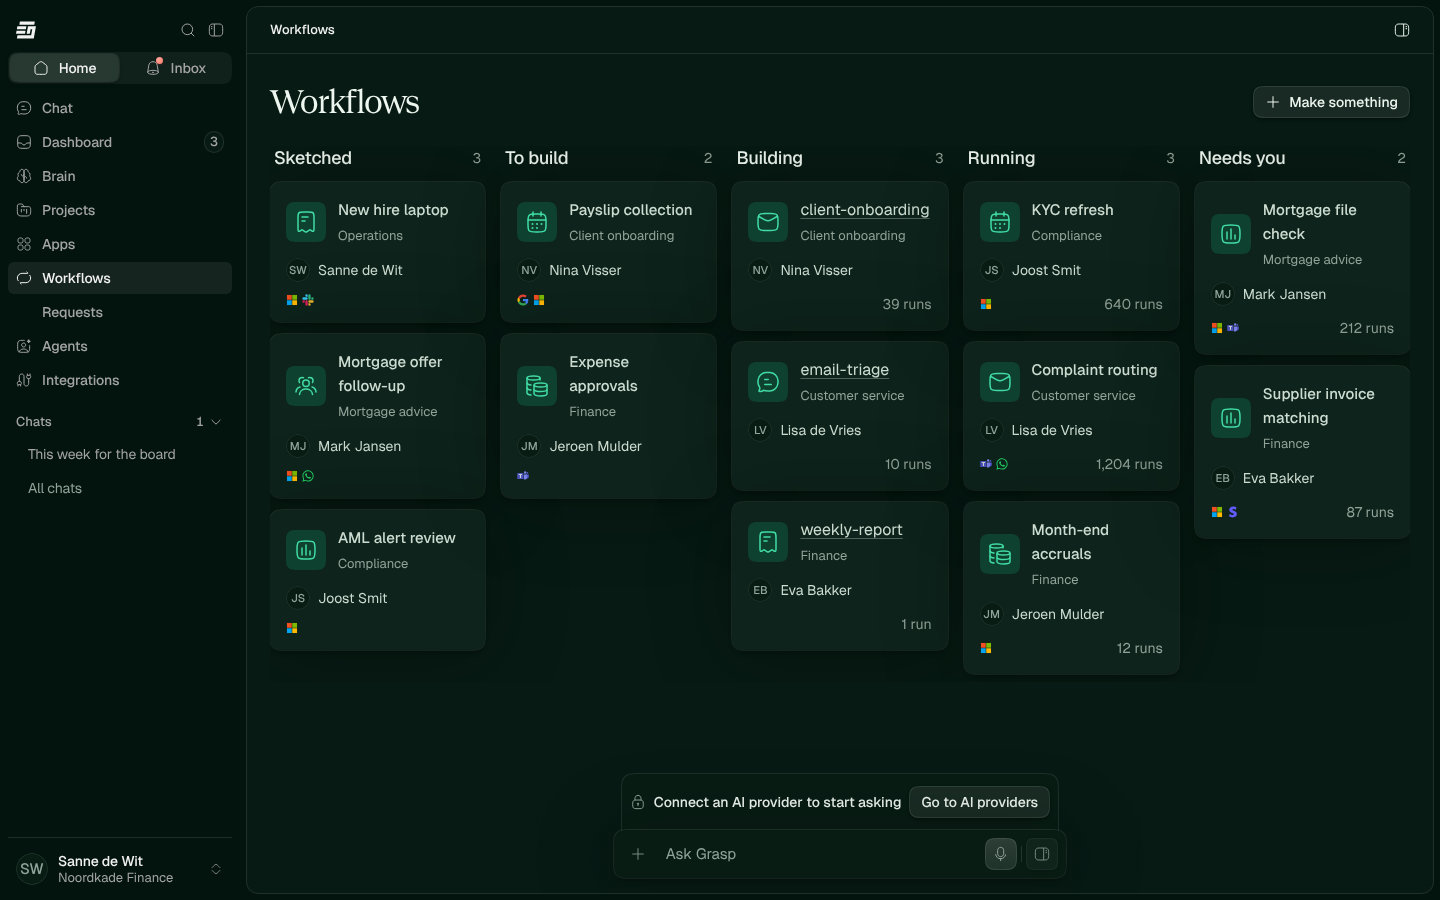 Workflows
Home
Inbox
Chat
Dashboard
3
Brain
Projects
Apps
Workflows
Requests
Agents
Integrations
Chats
1
This week for the board
All chats
SW
Sanne de Wit
Noordkade Finance
Workflows
Make something
Sketched
3
New hire laptop
Operations
SW
Sanne de Wit
Mortgage offer
follow-up
Mortgage advice
MJ
Mark Jansen
AML alert review
Compliance
JS
Joost Smit
To build
2
Payslip collection
Client onboarding
NV
Nina Visser
Expense
approvals
Finance
JM
Jeroen Mulder
Building
3
client-onboarding
Client onboarding
NV
Nina Visser
39 runs
email-triage
Customer service
LV
Lisa de Vries
10 runs
weekly-report
Finance
EB
Eva Bakker
1 run
Running
3
KYC refresh
Compliance
JS
Joost Smit
640 runs
Complaint routing
Customer service
LV
Lisa de Vries
1,204 runs
Month-end
accruals
Finance
JM
Jeroen Mulder
12 runs
Needs you
2
Mortgage file
check
Mortgage advice
MJ
Mark Jansen
212 runs
Supplier invoice
matching
Finance
EB
Eva Bakker
87 runs
Connect an AI provider to start asking
Go to AI providers
Ask Grasp